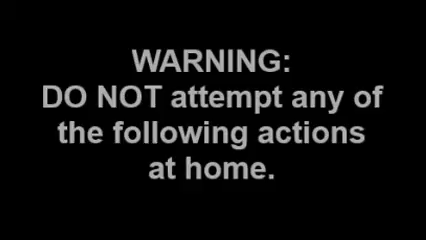 WARNING:
DO NOT attempt any of
the following actions
at home.